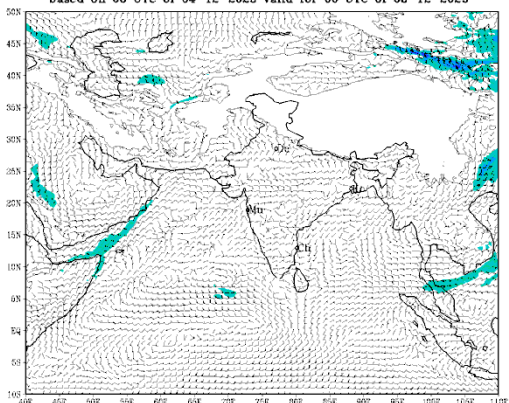 based on 00 UTC of 04-12-2023 valid for 00 UTC of 08-12-2023
50N
45N
40N
35N
30N
25N
20N
15N
10N
5N
EQ
5S
10S
Mu
Ch
40E 45E 50E 55E 60E 65E 70E 75E 80E 85E 90E 95E 100E 105E 110E